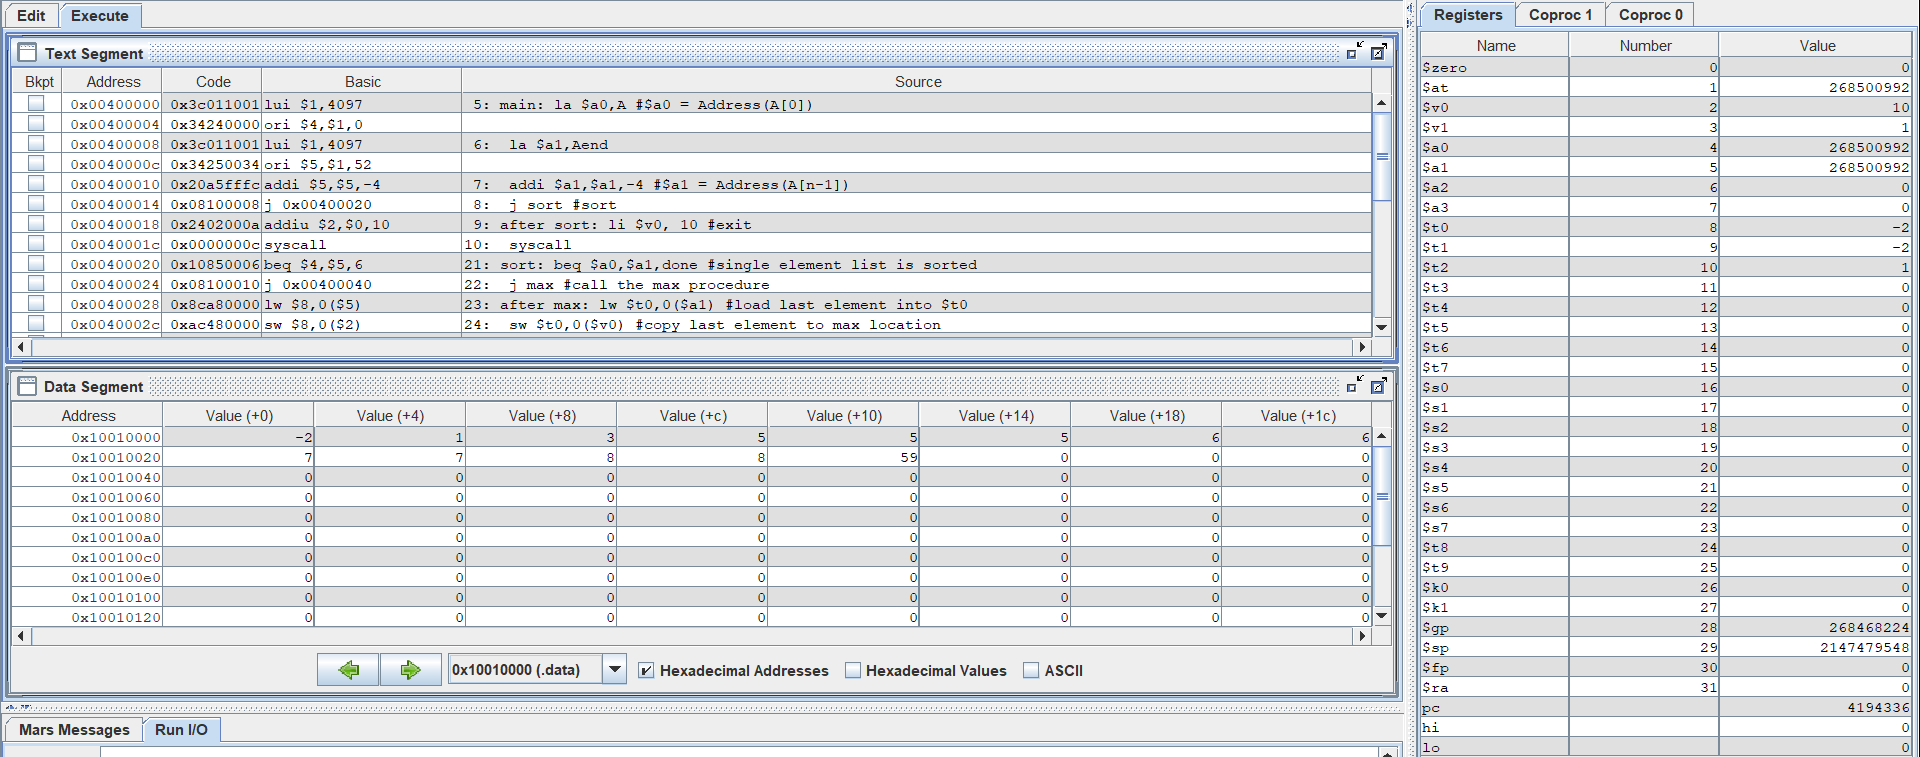 Edit Execute
Text Segment
Bkpt Address Code Basic Source
0x00400000 0x3c011001 lui $1,4097 5: main: la $a0,A #$a0 = Address(A[0])
0x00400004 0x34240000 ori $4,$1,0
0x00400008 0x3c011001 lui $1,4097 6: la $a1,Aend
0x0040000c 0x34250034 ori $5,$1,52
0x00400010 0x20a5fffc addi $5,$5,-4 7: addi $a1,$a1,-4 #$a1 = Address(A[n-1])
0x00400014 0x08100008 j 0x00400020 8: j sort #sort
0x00400018 0x2402000a addiu $2,$0,10 9: after sort: li $v0, 10 #exit
0x0040001c 0x0000000c syscall 10: syscall
0x00400020 0x10850006 beq $4,$5,6 21: sort: beq $a0,$a1,done #single element list is sorted
0x00400024 0x08100010 j 0x00400040 22: j max #call the max procedure
0x00400028 0x8ca80000 lw $8,0($5) 23: after max: lw $t0,0($a1) #load last element into $t0
0x0040002c 0xac480000 sw $8,0($2) 24: sw $t0,0($v0) #copy last element to max location
Data Segment
Address Value (+0) Value (+4) Value (+8) Value (+c) Value (+10) Value (+14) Value (+18) Value (+1c)
0x10010000 -2 1 3 5 5 5 6 6
0x10010020 7 7 8 8 59 0 0 0
0x10010040 0 0 0 0 0 0 0 0
0x10010060 0 0 0 0 0 0 0 0
0x10010080 0 0 0 0 0 0 0 0
0x100100a0 0 0 0 0 0 0 0 0
0x100100c0 0 0 0 0 0 0 0 0
0x100100e0 0 0 0 0 0 0 0 0
0x10010100 0 0 0 0 0 0 0 0
0x10010120 0 0 0 0 0 0 0 0
0x10010000 (.data) Hexadecimal Addresses Hexadecimal Values ASCII
Mars Messages Run I/O
Registers Coproc 1 Coproc 0
Name Number Value
$zero 0 0
$at 1 268500992
$v0 2 10
$v1 3 1
$a0 4 268500992
$a1 5 268500992
$a2 6 0
$a3 7 0
$t0 8 -2
$t1 9 -2
$t2 10 1
$t3 11 0
$t4 12 0
$t5 13 0
$t6 14 0
$t7 15 0
$s0 16 0
$s1 17 0
$s2 18 0
$s3 19 0
$s4 20 0
$s5 21 0
$s6 22 0
$s7 23 0
$t8 24 0
$t9 25 0
$k0 26 0
$k1 27 0
$gp 28 268468224
$sp 29 2147479548
$fp 30 0
$ra 31 0
pc 4194336
hi 0
lo 0